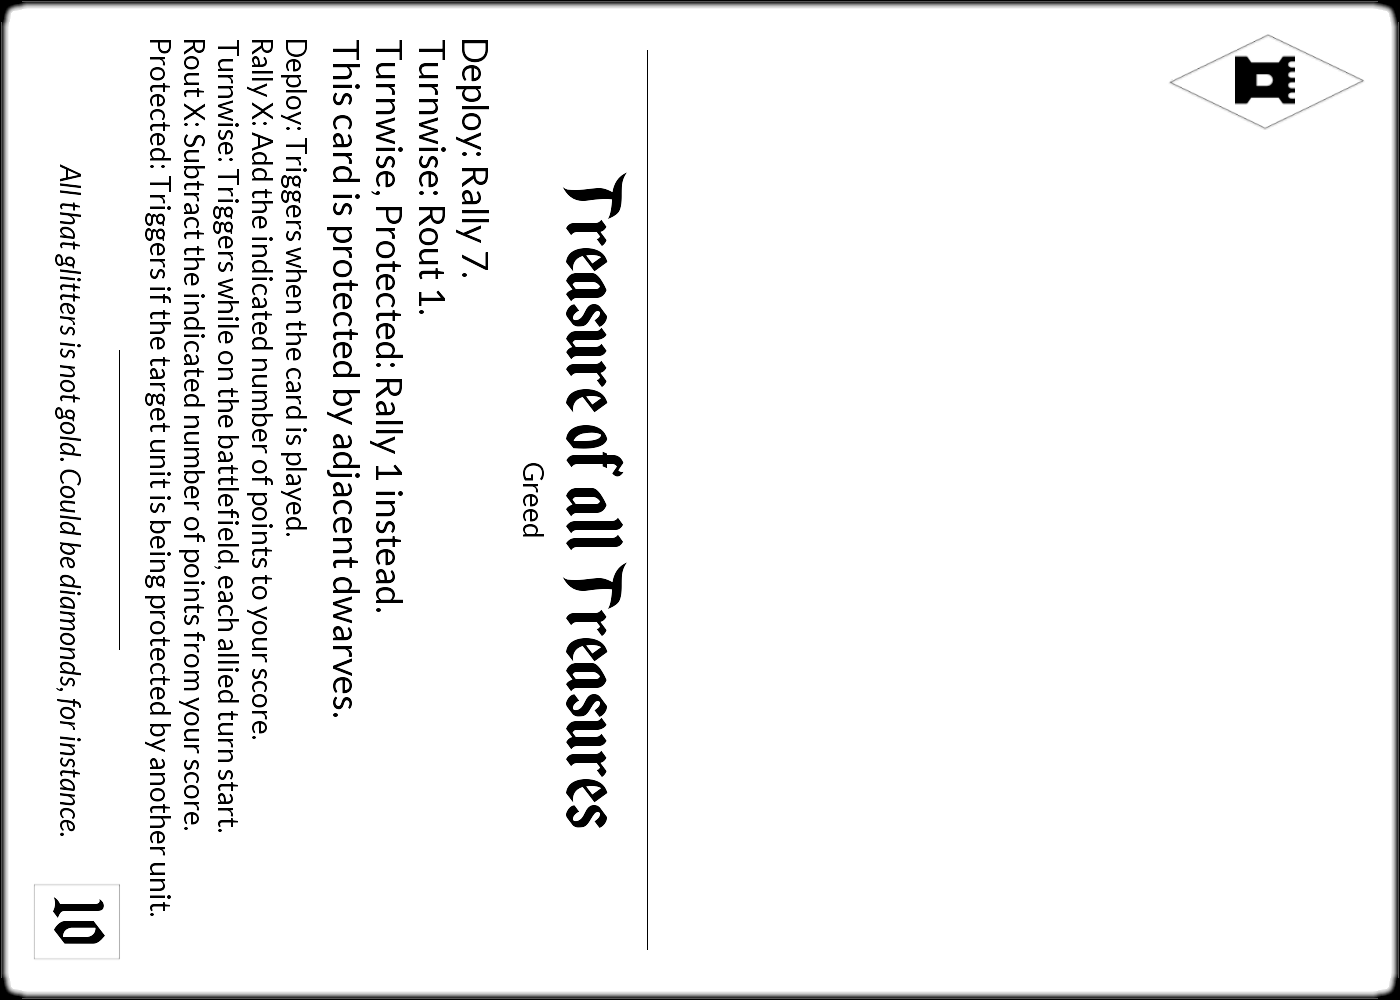 Treasure of all Treasures
Greed
Deploy: Rally 7.
Turnwise: Rout 1.
Turnwise, Protected: Rally 1 instead.
This card is protected by adjacent dwarves.
Deploy: Triggers when the card is played.
Rally X: Add the indicated number of points to your score.
Turnwise: Triggers while on the battlefield, each allied turn start.
Rout X: Subtract the indicated number of points from your score.
Protected: Triggers if the target unit is being protected by another unit.
All that glitters is not gold. Could be diamonds, for instance.
10